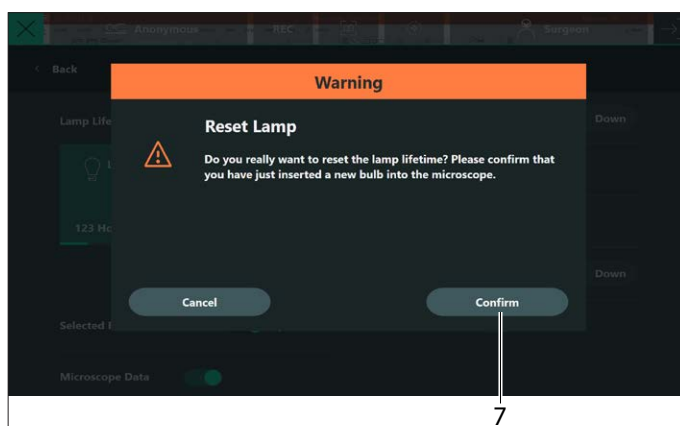 Anonymous
REC
Surgeon
Back
Warning
Lamp Life
Down
Reset Lamp
Do you really want to reset the lamp lifetime? Please confirm that
you have just inserted a new bulb into the microscope.
123 Ho
Down
Cancel
Confirm
Selected
Microscope Data
7